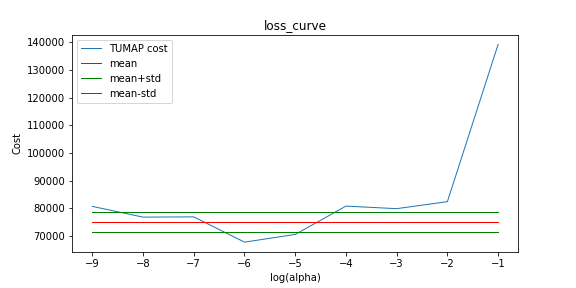 loss_curve
TUMAP cost
mean
mean+std
mean-std
140000
130000
120000
110000
100000
90000
80000
70000
Cost
−9 −8 −7 −6 −5 −4 −3 −2 −1
log(alpha)